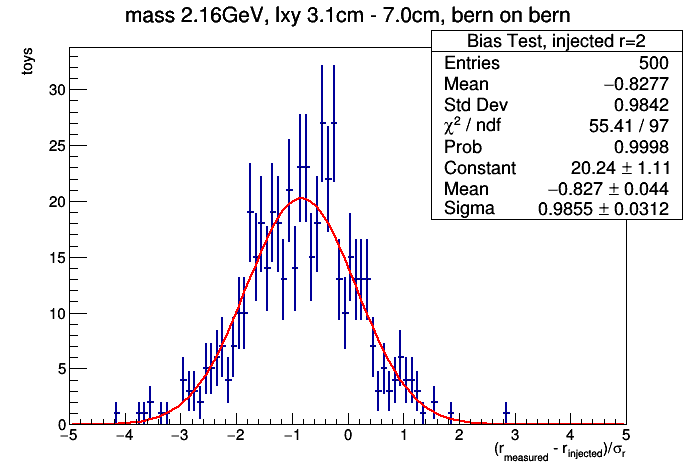 mass 2.16GeV, lxy 3.1cm - 7.0cm, bern on bern
toys
Bias Test, injected r=2
Entries 500
Mean −0.8277
Std Dev 0.9842
χ² / ndf 55.41 / 97
Prob 0.9998
Constant 20.24 ± 1.11
Mean −0.827 ± 0.044
Sigma 0.9855 ± 0.0312
30
25
20
15
10
5
0
−5 −4 −3 −2 −1 0 1 2 3 4 5
(r_measured - r_injected)/σ_r